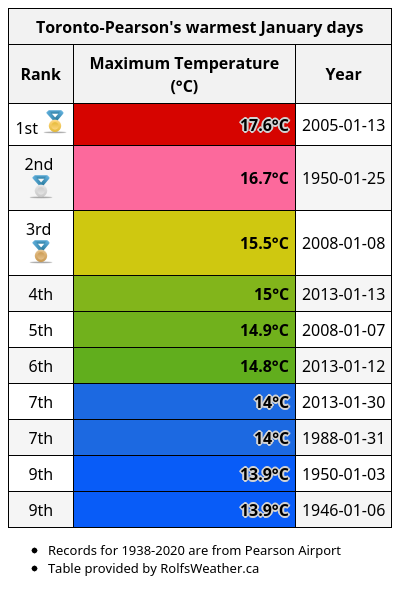 Toronto-Pearson's warmest January days
Rank Maximum Temperature (°C) Year
1st 17.6°C 2005-01-13
2nd 16.7°C 1950-01-25
3rd 15.5°C 2008-01-08
4th 15°C 2013-01-13
5th 14.9°C 2008-01-07
6th 14.8°C 2013-01-12
7th 14°C 2013-01-30
7th 14°C 1988-01-31
9th 13.9°C 1950-01-03
9th 13.9°C 1946-01-06
• Records for 1938-2020 are from Pearson Airport
• Table provided by RolfsWeather.ca